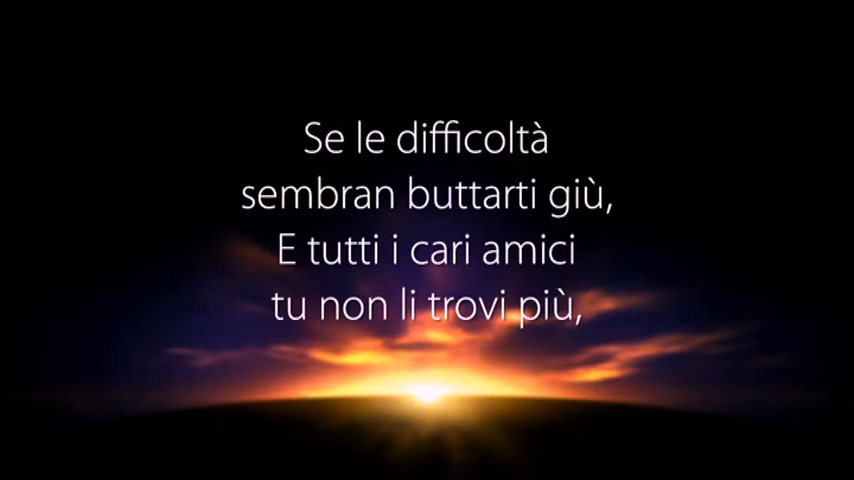 Se le difficoltà
sembran buttarti giù,
E tutti i cari amici
tu non li trovi più,